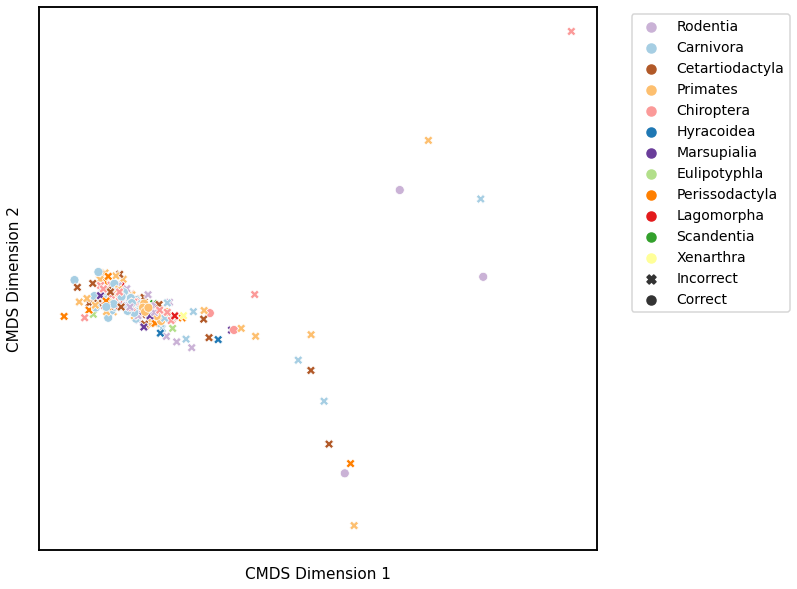 Rodentia
Carnivora
Cetartiodactyla
Primates
Chiroptera
Hyracoidea
Marsupialia
Eulipotyphla
Perissodactyla
Lagomorpha
Scandentia
Xenarthra
Incorrect
Correct
CMDS Dimension 2
CMDS Dimension 1